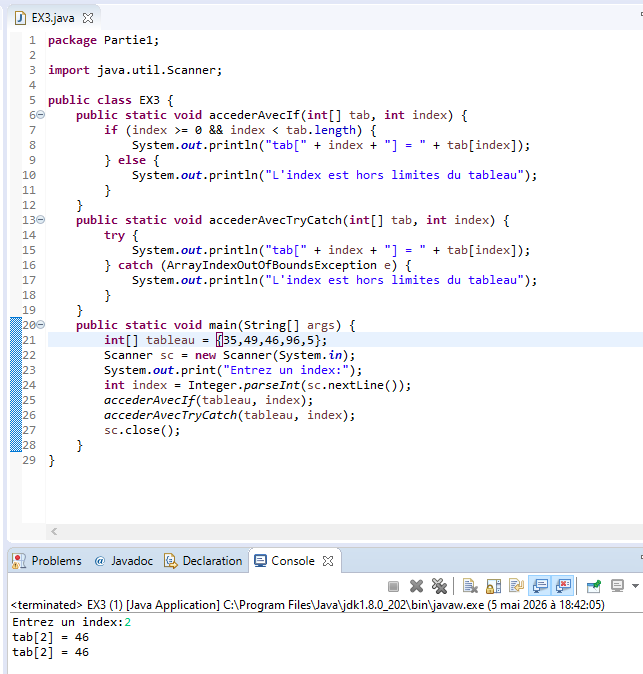 EX3.java
1 package Partie1;
2
3 import java.util.Scanner;
4
5 public class EX3 {
6 public static void accederAvecIf(int[] tab, int index) {
7 if (index >= 0 && index < tab.length) {
8 System.out.println("tab[" + index + "] = " + tab[index]);
9 } else {
10 System.out.println("L'index est hors limites du tableau");
11 }
12 }
13 public static void accederAvecTryCatch(int[] tab, int index) {
14 try {
15 System.out.println("tab[" + index + "] = " + tab[index]);
16 } catch (ArrayIndexOutOfBoundsException e) {
17 System.out.println("L'index est hors limites du tableau");
18 }
19 }
20 public static void main(String[] args) {
21 int[] tableau = {35,49,46,96,5};
22 Scanner sc = new Scanner(System.in);
23 System.out.print("Entrez un index:");
24 int index = Integer.parseInt(sc.nextLine());
25 accederAvecIf(tableau, index);
26 accederAvecTryCatch(tableau, index);
27 sc.close();
28 }
29 }
Problems @ Javadoc Declaration Console
<terminated> EX3 (1) [Java Application] C:\Program Files\Java\jdk1.8.0_202\bin\javaw.exe (5 mai 2026 à 18:42:05)
Entrez un index:2
tab[2] = 46
tab[2] = 46